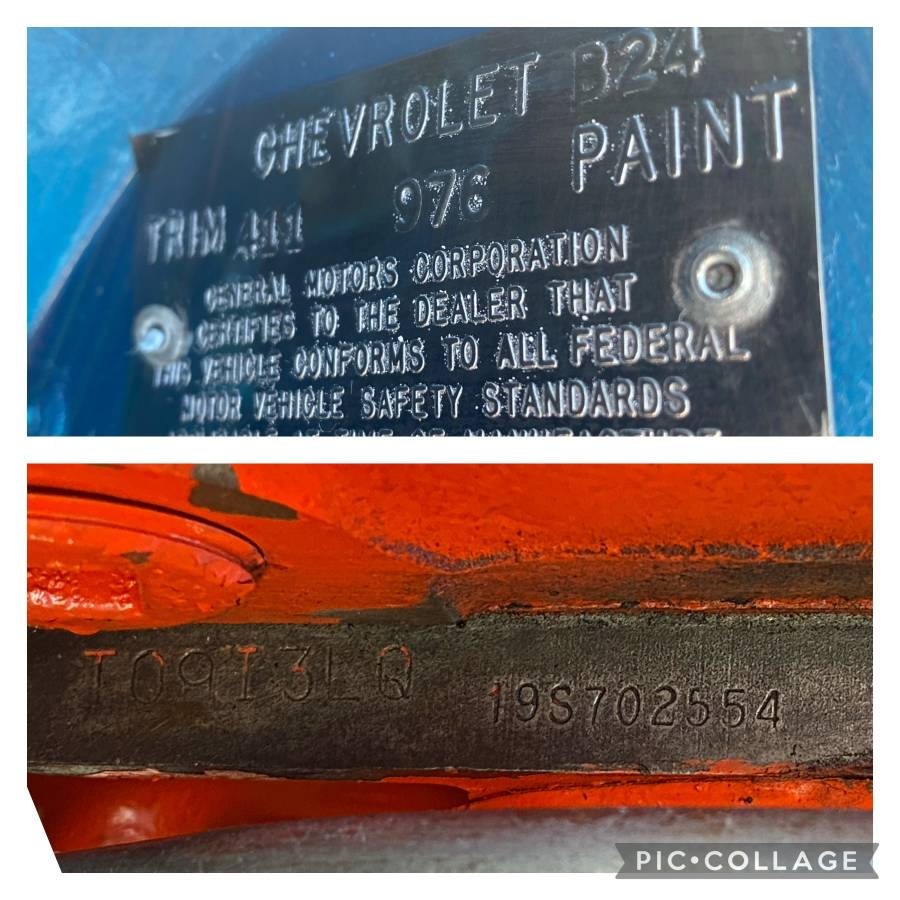 CHEVROLET B24
976 PAINT
TRIM 411
GENERAL MOTORS CORPORATION
CERTIFIES TO THE DEALER THAT
THIS VEHICLE CONFORMS TO ALL FEDERAL
MOTOR VEHICLE SAFETY STANDARDS
T0913LQ 19S702554
PIC•COLLAGE